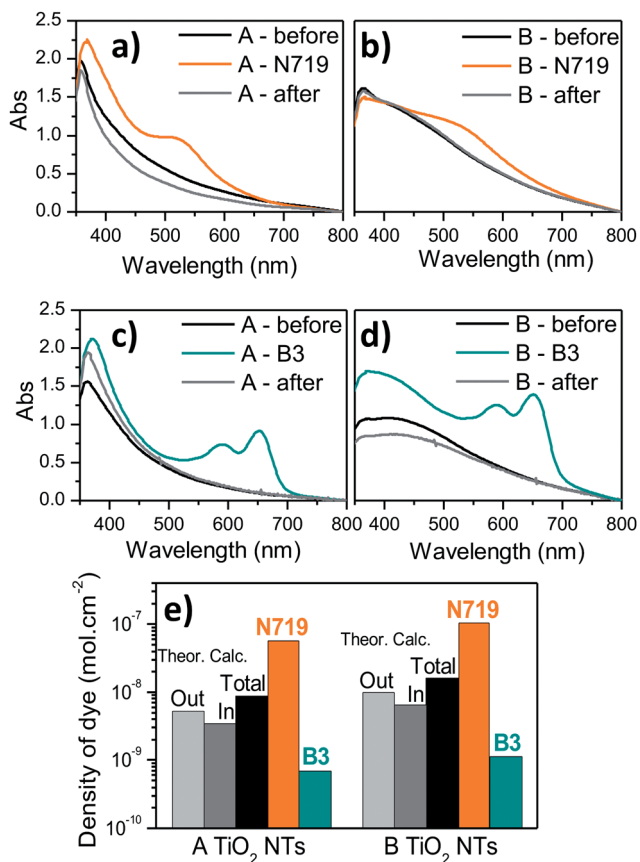 a)
A - before
A - N719
A - after
2.5
2.0
1.5
1.0
0.5
0.0
Abs
400 500 600 700 800
Wavelength (nm)
b)
B - before
B - N719
B - after
400 500 600 700 800
Wavelength (nm)
c)
A - before
A - B3
A - after
2.5
2.0
1.5
1.0
0.5
0.0
Abs
400 500 600 700 800
Wavelength (nm)
d)
B - before
B - B3
B - after
400 500 600 700 800
Wavelength (nm)
e)
Density of dye (mol.cm⁻²)
10⁻⁷
10⁻⁸
10⁻⁹
10⁻¹⁰
Theor. Calc.
Out
In
Total
N719
B3
Theor. Calc.
Out
In
Total
N719
B3
A TiO₂ NTs
B TiO₂ NTs